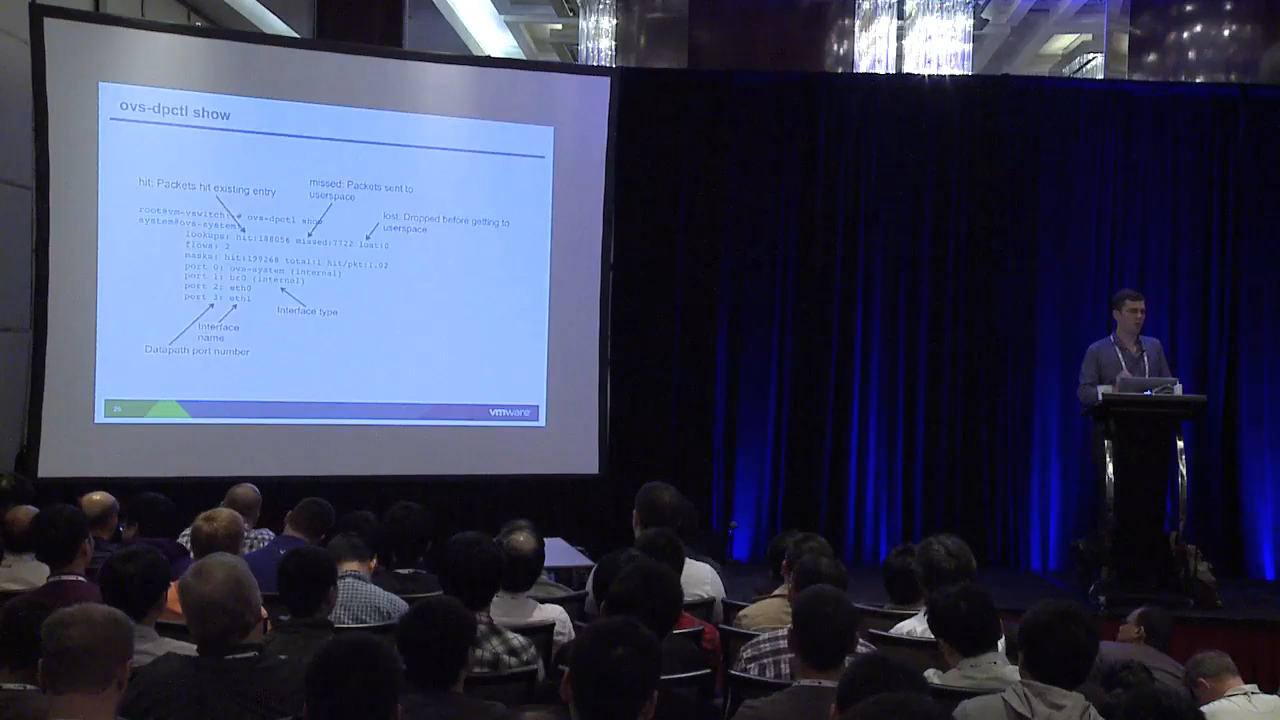 ovs-dpctl show
hit: Packets hit existing entry
missed: Packets sent to
userspace
lost: Dropped before getting to
userspace
root@vm-vswitch:~# ovs-dpctl show
system@ovs-system:
lookups: hit:188056 missed:7722 lost:0
flows: 2
masks: hit:199268 total:1 hit/pkt:1.02
port 0: ovs-system (internal)
port 1: br0 (internal)
port 2: eth0
port 3: eth1
Interface type
Interface
name
Datapath port number
vmware